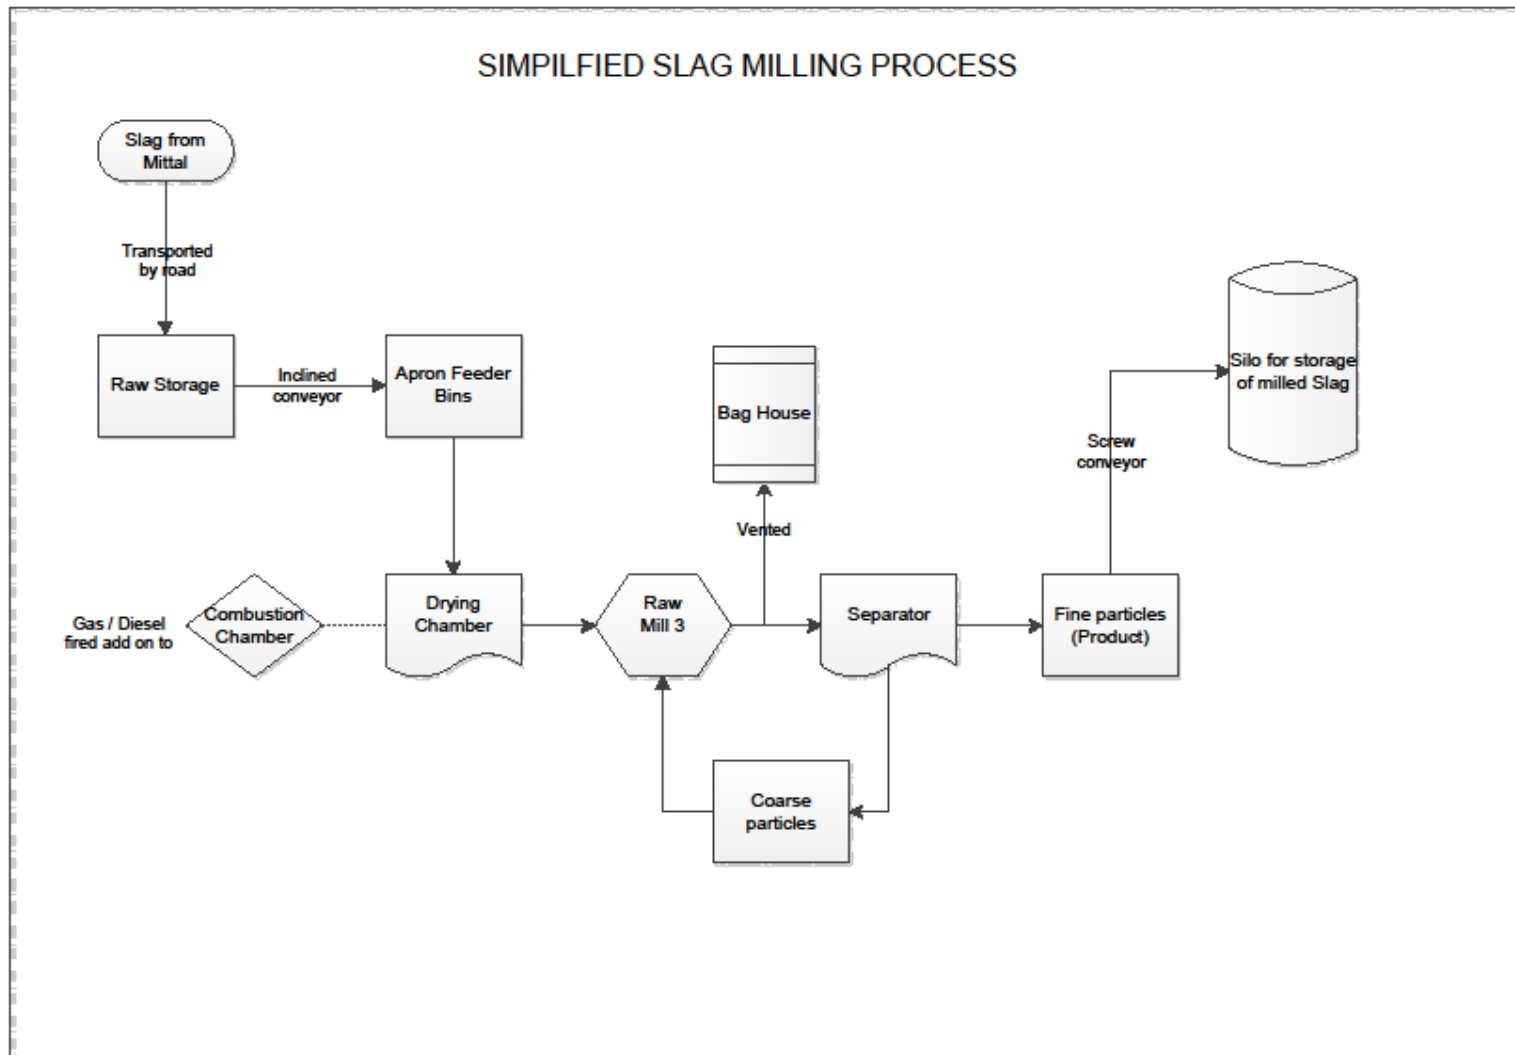 SIMPILFIED SLAG MILLING PROCESS
Slag from
Mittal
Transported
by road
Raw Storage
Inclined
conveyor
Apron Feeder
Bins
Bag House
Silo for storage
of milled Slag
Screw
conveyor
Vented
Gas / Diesel
fired add on to
Combustion
Chamber
Drying
Chamber
Raw
Mill 3
Separator
Fine particles
(Product)
Coarse
particles